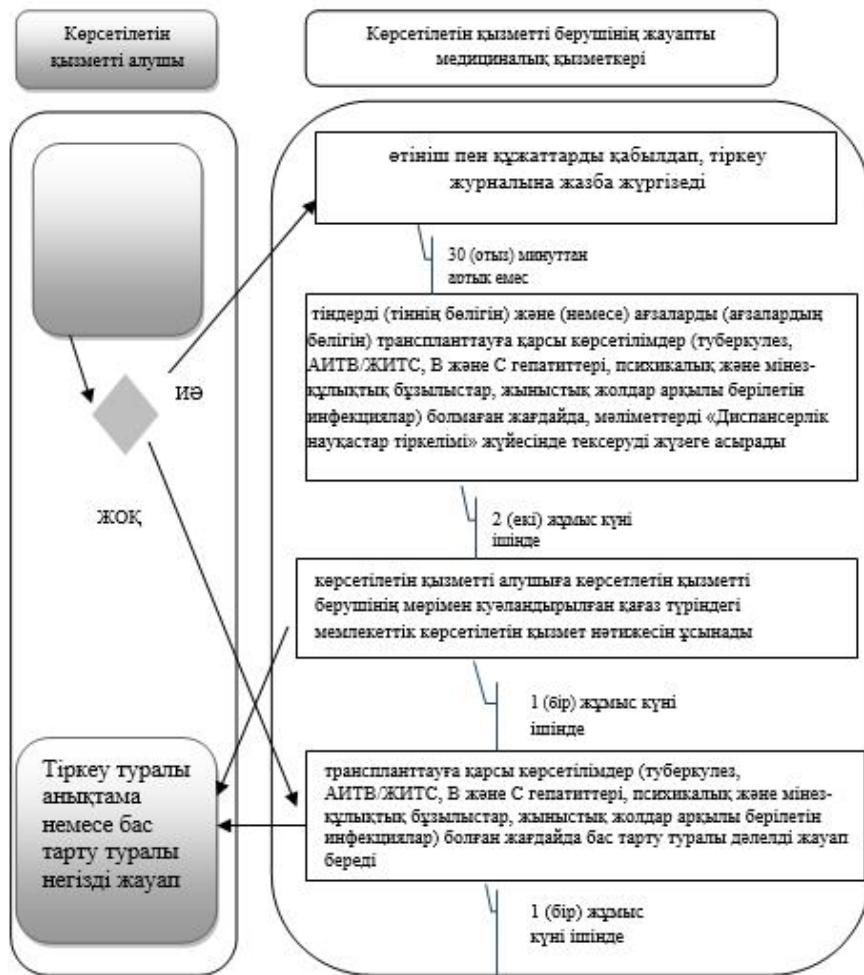 Көрсетілетін
қызметті алушы
Көрсетілетін қызметті берушінің жауапты
медициналық қызметкері
өтініш пен құжаттарды қабылдап, тіркеу
журналына жазба жүргізеді
30 (отыз) минуттан
артық емес
тіндерді (тіннің бөлігін) және (немесе) ағзаларды (ағзалардың
бөлігін) трансплантгауға қарсы көрсетілімдер (туберкулез,
АИТВ/ЖИТС, В және С гепатиттері, психикалық және мінез-
құлықтық бұзылыстар, жыныстық жолдар арқылы берілетін
инфекциялар) болмаған жағдайда, мәліметтерді «Диспансерлік
науқастар тіркелімі» жүйесінде тексеруді жүзеге асырады
иә
жоқ
2 (екі) жұмыс күні
ішінде
көрсетілетін қызметті алушыға көрсетлетін қызметті
берушінің мөрімен куәландырылған қағаз түріндегі
мемлекеттік көрсетілетін қызмет нәтижесін ұсынады
1 (бір) жұмыс күні
ішінде
Тіркеу туралы
анықтама
немесе бас
тарту туралы
негізді жауап
трансплантгауға қарсы көрсетілімдер (туберкулез,
АИТВ/ЖИТС, В және С гепатиттері, психикалық және мінез-
құлықтық бұзылыстар, жыныстық жолдар арқылы берілетін
инфекциялар) болған жағдайда бас тарту туралы дәлелді жауап
береді
1 (бір) жұмыс
күні ішінде